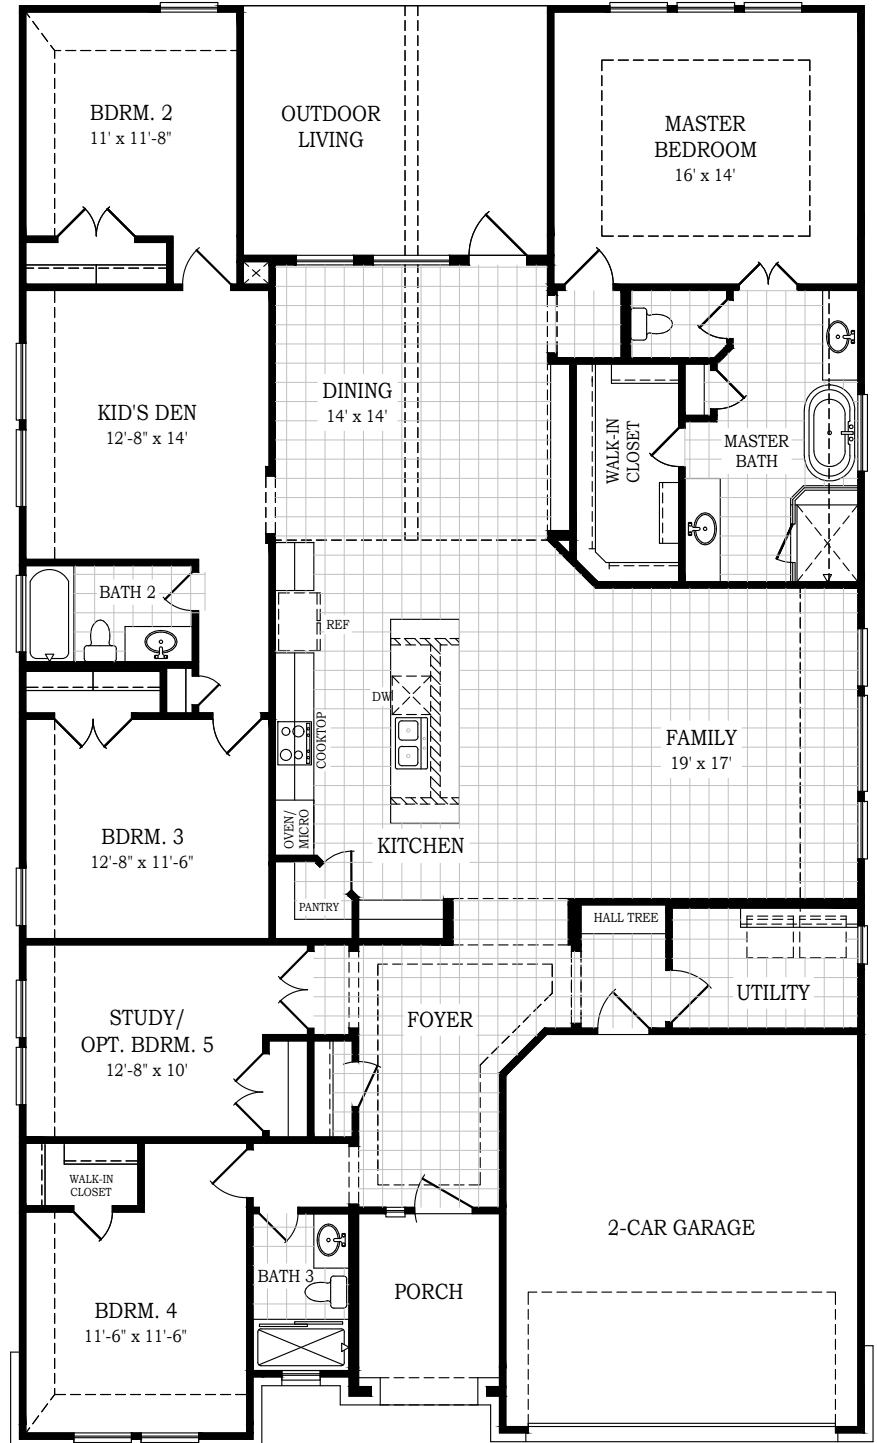 BDRM. 2
11' x 11'-8"
OUTDOOR
LIVING
MASTER
BEDROOM
16' x 14'
KID'S DEN
12'-8" x 14'
DINING
14' x 14'
WALK-IN
CLOSET
MASTER
BATH
BATH 2
REF
DW
COOKTOP
FAMILY
19' x 17'
OVEN/
MICRO
KITCHEN
BDRM. 3
12'-8" x 11'-6"
PANTRY
HALL TREE
UTILITY
STUDY/
OPT. BDRM. 5
12'-8" x 10'
FOYER
WALK-IN
CLOSET
2-CAR GARAGE
BATH 3
PORCH
BDRM. 4
11'-6" x 11'-6"